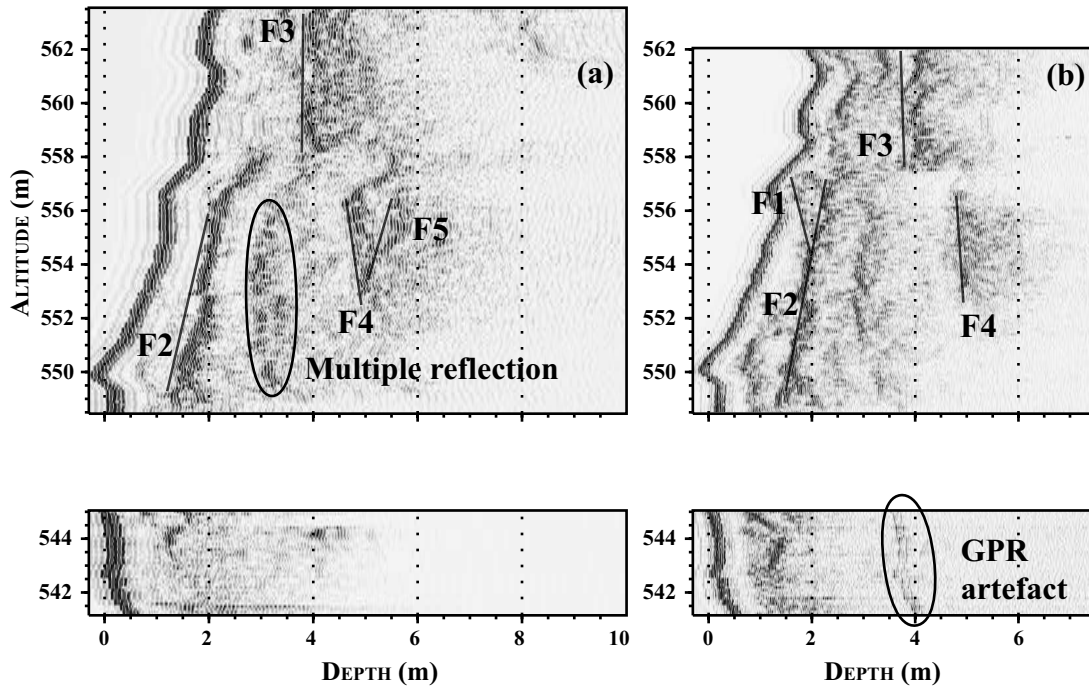 562
560
558
556
554
552
550
ALTITUDE (m)
F3
(a)
F2
F4
F5
Multiple reflection
562
560
558
556
554
552
550
(b)
F3
F1
F2
F4
544
542
0 2 4 6 8 10
DEPTH (m)
544
542
GPR
artefact
0 2 4 6
DEPTH (m)